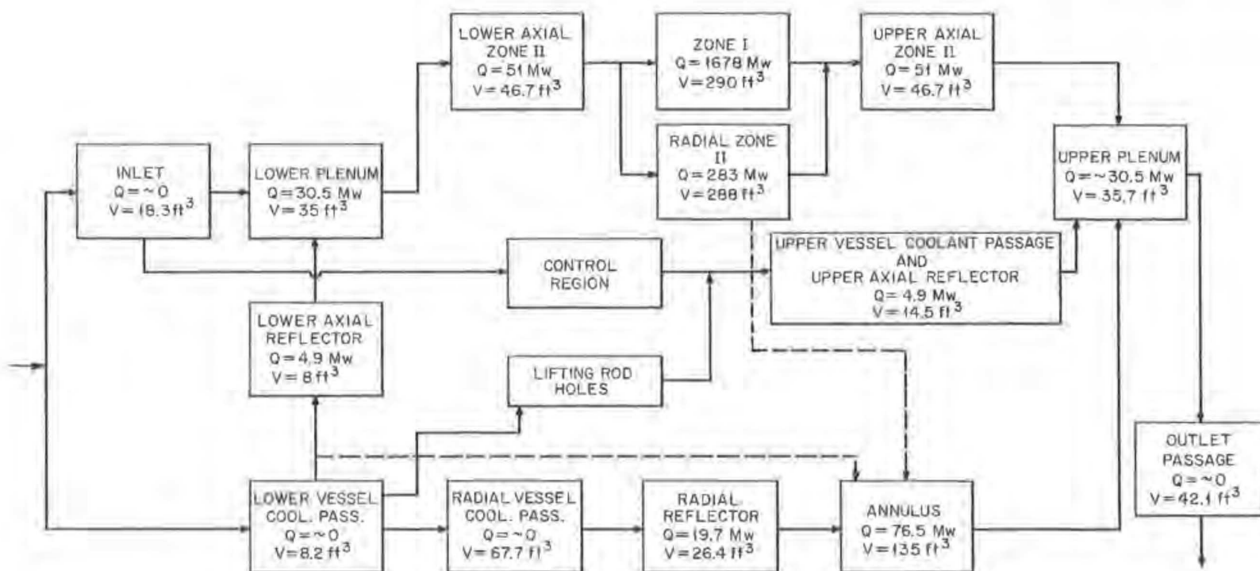 LOWER AXIAL
ZONE II
Q = 51 Mw
V = 46.7 ft³
ZONE I
Q = 1678 Mw
V = 290 ft³
UPPER AXIAL
ZONE II
Q = 51 Mw
V = 46.7 ft³
RADIAL ZONE
II
Q = 283 Mw
V = 288 ft³
INLET
Q = ~0
V = 18.3 ft³
LOWER PLENUM
Q = 30.5 Mw
V = 35 ft³
UPPER PLENUM
Q = ~30.5 Mw
V = 35.7 ft³
CONTROL
REGION
UPPER VESSEL COOLANT PASSAGE
AND
UPPER AXIAL REFLECTOR
Q = 4.9 Mw
V = 14.5 ft³
LOWER AXIAL
REFLECTOR
Q = 4.9 Mw
V = 8 ft³
LIFTING ROD
HOLES
OUTLET
PASSAGE
Q = ~0
V = 42.1 ft³
LOWER VESSEL
COOL. PASS.
Q = ~0
V = 8.2 ft³
RADIAL VESSEL
COOL. PASS.
Q = ~0
V = 67.7 ft³
RADIAL
REFLECTOR
Q = 19.7 Mw
V = 26.4 ft³
ANNULUS
Q = 76.5 Mw
V = 135 ft³